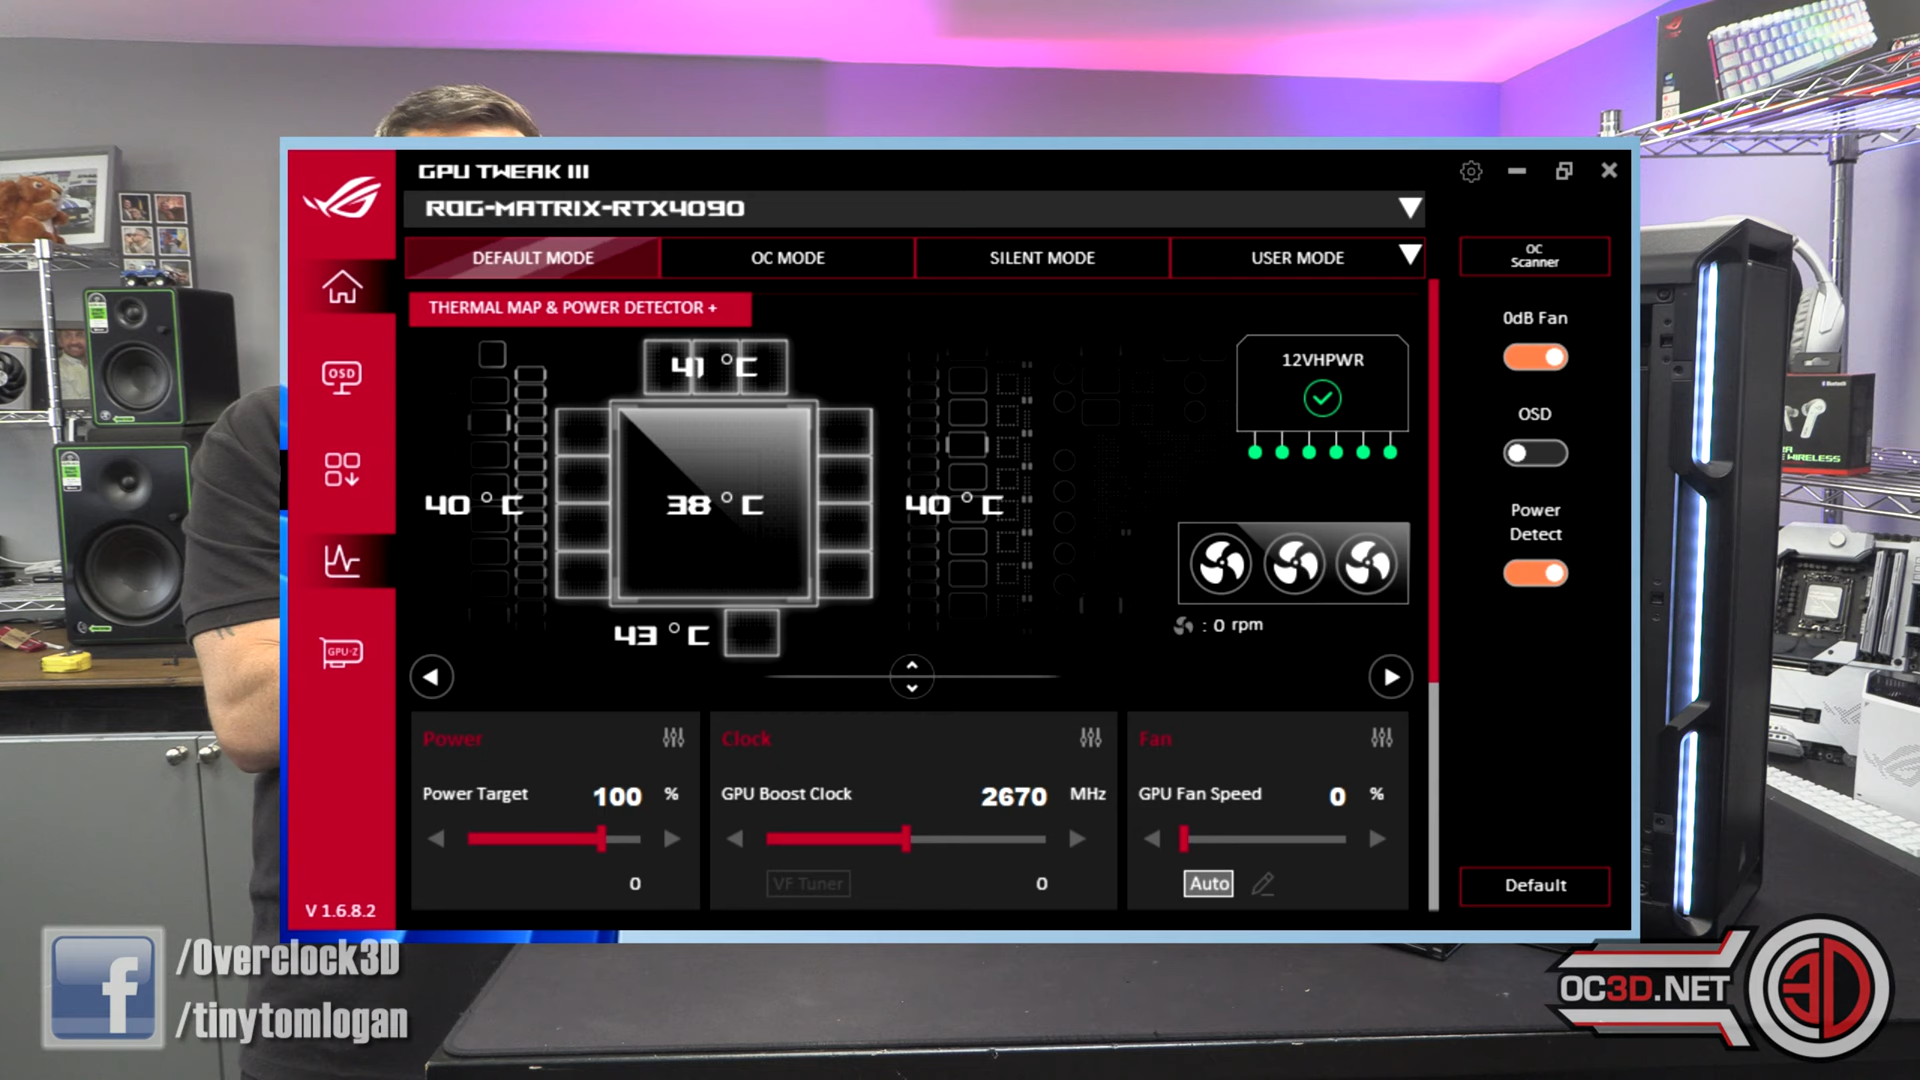 GPU TWEAK III
ROG-MATRIX-RTX4090
DEFAULT MODE
OC MODE
SILENT MODE
USER MODE
OC
Scanner
THERMAL MAP & POWER DETECTOR +
0dB Fan
41 °C
12VHPWR
OSD
OSD
40 °C
38 °C
40 °C
Power
Detect
: 0 rpm
43 °C
GPU-Z
Power
Clock
Fan
Power Target 100 %
GPU Boost Clock 2670 MHz
GPU Fan Speed 0 %
0
VF Tuner
0
Auto
Default
V 1.6.8.2
f
/Overclock3D
/tinytomlogan
OC3D.NET
3D
WIRELESS